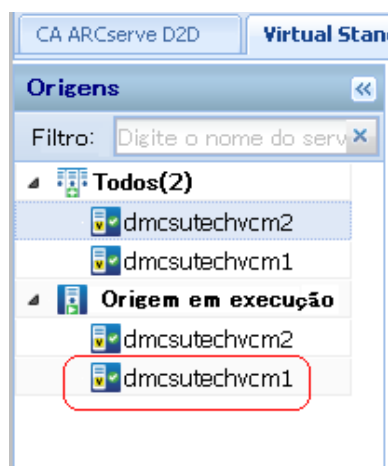 CA ARCserve D2D
Virtual Stan
Origens
Filtro:
Digite o nome do serv
Todos(2)
dmcsutechvcm2
dmcsutechvcm1
Origem em execução
dmcsutechvcm2
dmcsutechvcm1